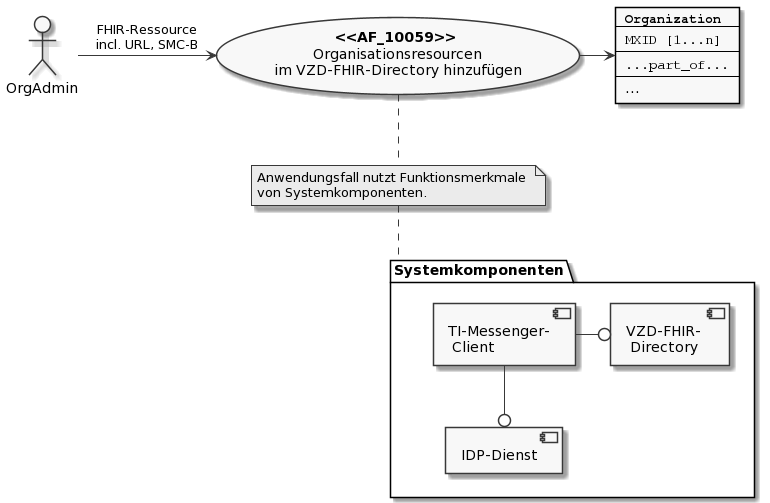 FHIR-Ressource
incl. URL, SMC-B
OrgAdmin
<<AF_10059>>
Organisationsresourcen
im VZD-FHIR-Directory hinzufügen
Organization
MXID [1...n]
...part_of...
...
Anwendungsfall nutzt Funktionsmerkmale
von Systemkomponenten.
Systemkomponenten
TI-Messenger-
Client
VZD-FHIR-
Directory
IDP-Dienst